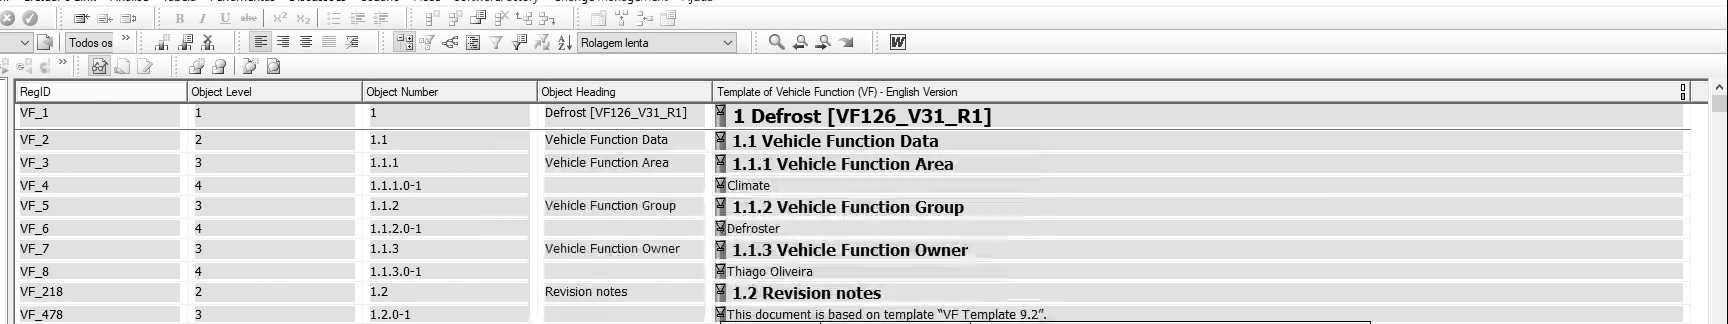 B I U abc x² x₂
Todos os » Rolagem lenta W
»
RegID Object Level Object Number Object Heading Template of Vehicle Function (VF) - English Version
VF_1 1 1 Defrost [VF126_V31_R1] 1 Defrost [VF126_V31_R1]
VF_2 2 1.1 Vehicle Function Data 1.1 Vehicle Function Data
VF_3 3 1.1.1 Vehicle Function Area 1.1.1 Vehicle Function Area
VF_4 4 1.1.1.0-1 Climate
VF_5 3 1.1.2 Vehicle Function Group 1.1.2 Vehicle Function Group
VF_6 4 1.1.2.0-1 Defroster
VF_7 3 1.1.3 Vehicle Function Owner 1.1.3 Vehicle Function Owner
VF_8 4 1.1.3.0-1 Thiago Oliveira
VF_218 2 1.2 Revision notes 1.2 Revision notes
VF_478 3 1.2.0-1 This document is based on template “VF Template 9.2”.